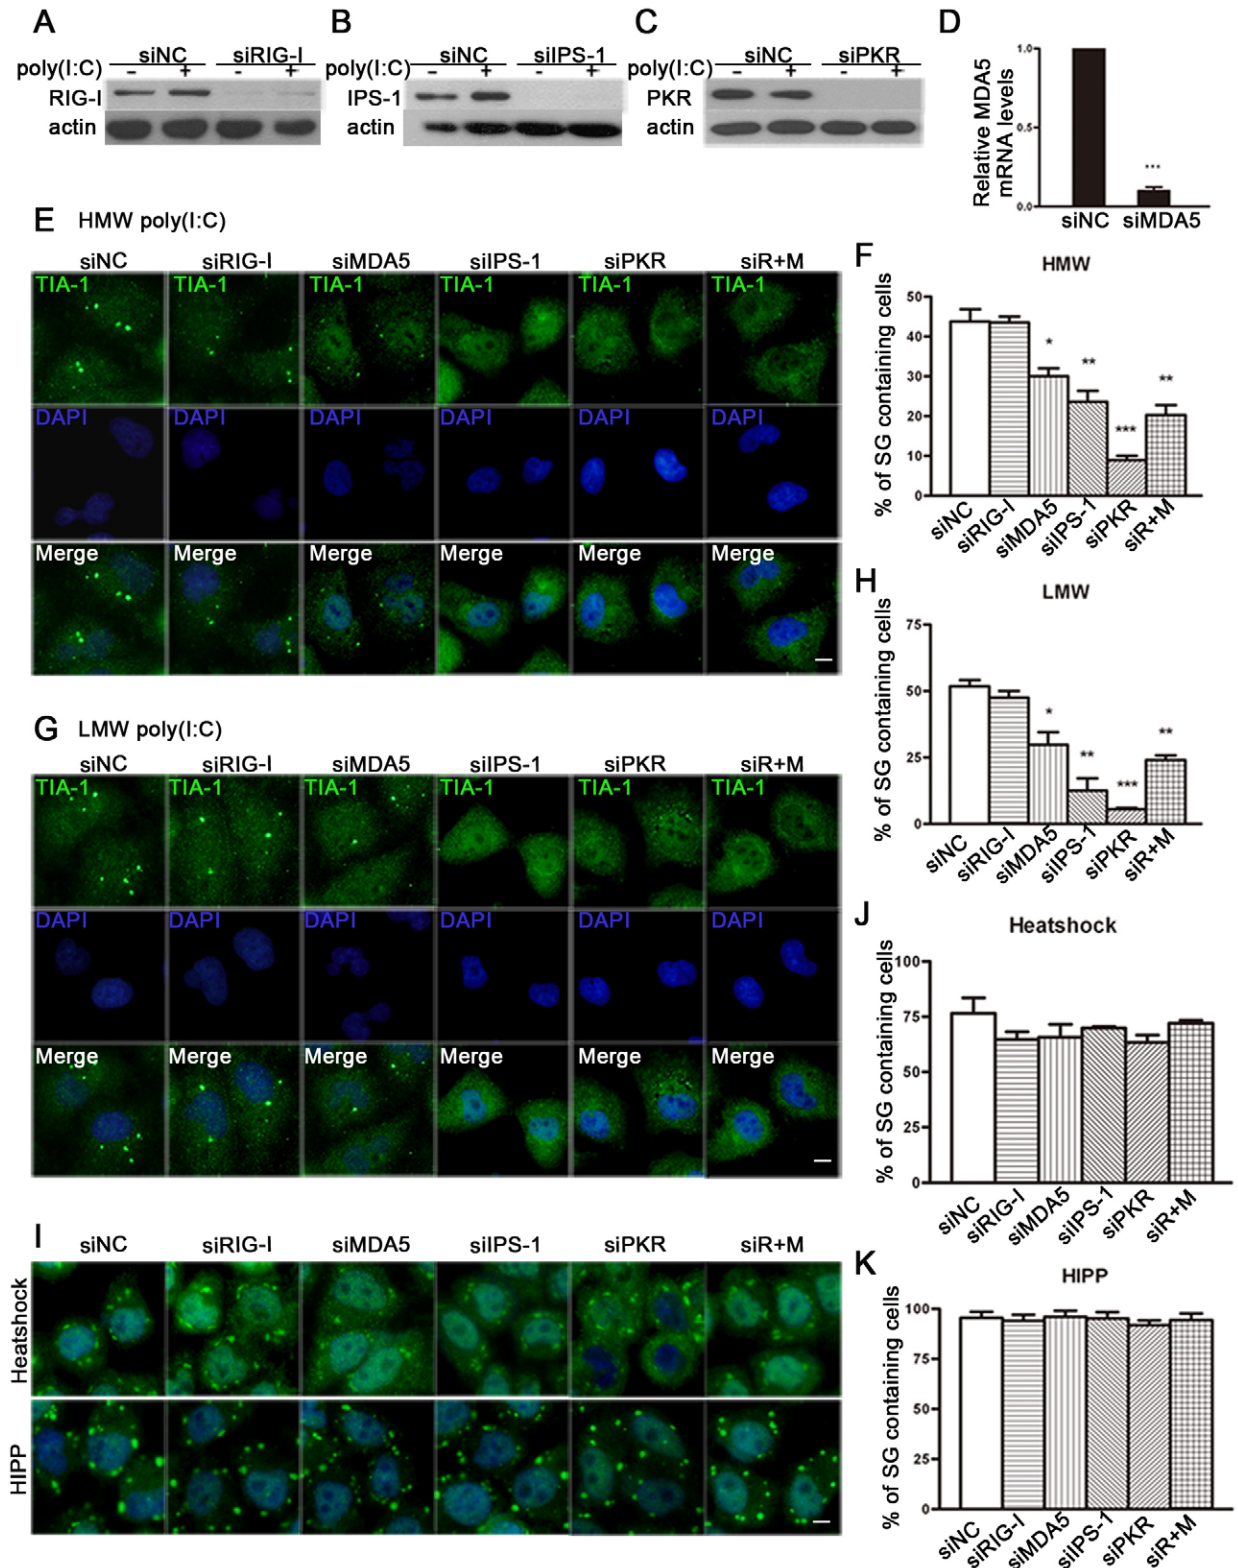 A
siNC siRIG-I
poly(I:C) - + - +
RIG-I
actin
B
siNC siIPS-1
poly(I:C) - + - +
IPS-1
actin
C
siNC siPKR
poly(I:C) - + - +
PKR
actin
D
Relative MDA5
mRNA levels
1.0
0.5
0.0
***
siNC siMDA5
E HMW poly(I:C)
siNC siRIG-I siMDA5 siIPS-1 siPKR siR+M
TIA-1 TIA-1 TIA-1 TIA-1 TIA-1 TIA-1
DAPI DAPI DAPI DAPI DAPI DAPI
Merge Merge Merge Merge Merge Merge
F
HMW
% of SG containing cells
50
40
30
20
10
0
* ** *** **
siNC siRIG-I siMDA5 siIPS-1 siPKR siR+M
G LMW poly(I:C)
siNC siRIG-I siMDA5 siIPS-1 siPKR siR+M
TIA-1 TIA-1 TIA-1 TIA-1 TIA-1 TIA-1
DAPI DAPI DAPI DAPI DAPI DAPI
Merge Merge Merge Merge Merge Merge
H
LMW
% of SG containing cells
75
50
25
0
* ** *** **
siNC siRIG-I siMDA5 siIPS-1 siPKR siR+M
I
siNC siRIG-I siMDA5 siIPS-1 siPKR siR+M
Heatshock
HIPP
J
Heatshock
% of SG containing cells
100
75
50
25
0
siNC siRIG-I siMDA5 siIPS-1 siPKR siR+M
K
HIPP
% of SG containing cells
100
75
50
25
0
siNC siRIG-I siMDA5 siIPS-1 siPKR siR+M